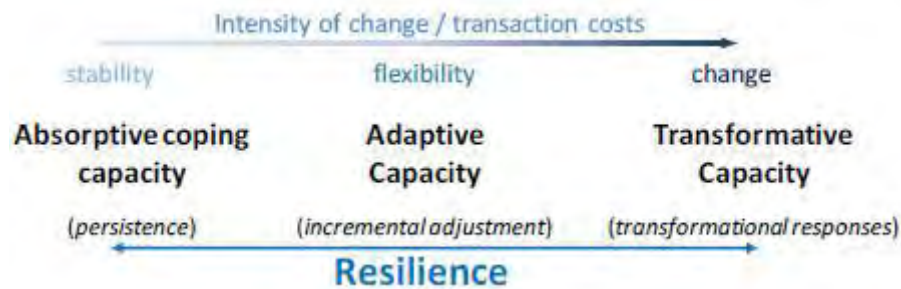 Intensity of change / transaction costs
stability flexibility change
Absorptive coping capacity
Adaptive Capacity
Transformative Capacity
(persistence) (incremental adjustment) (transformational responses)
Resilience